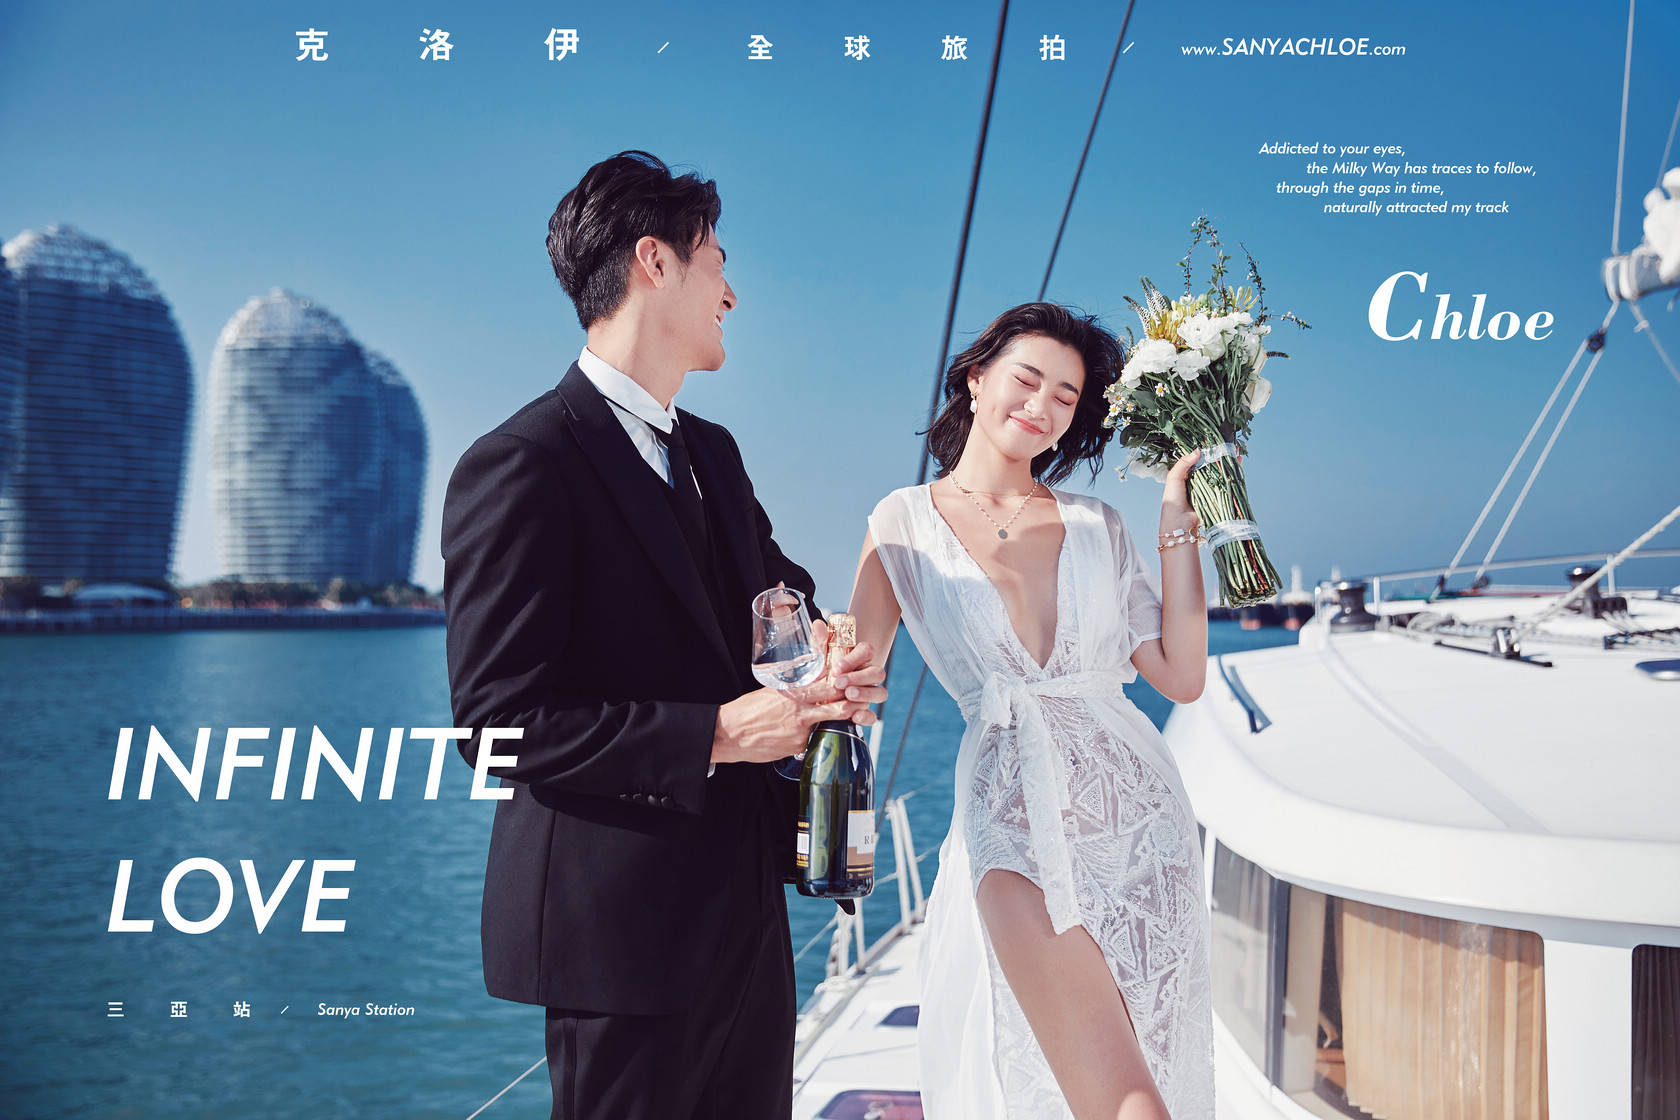 克洛伊 / 全球旅拍 / www.SANYACHLOE.com
Addicted to your eyes,
the Milky Way has traces to follow,
through the gaps in time,
naturally attracted my track
Chloe
INFINITE
LOVE
三亞站 / Sanya Station